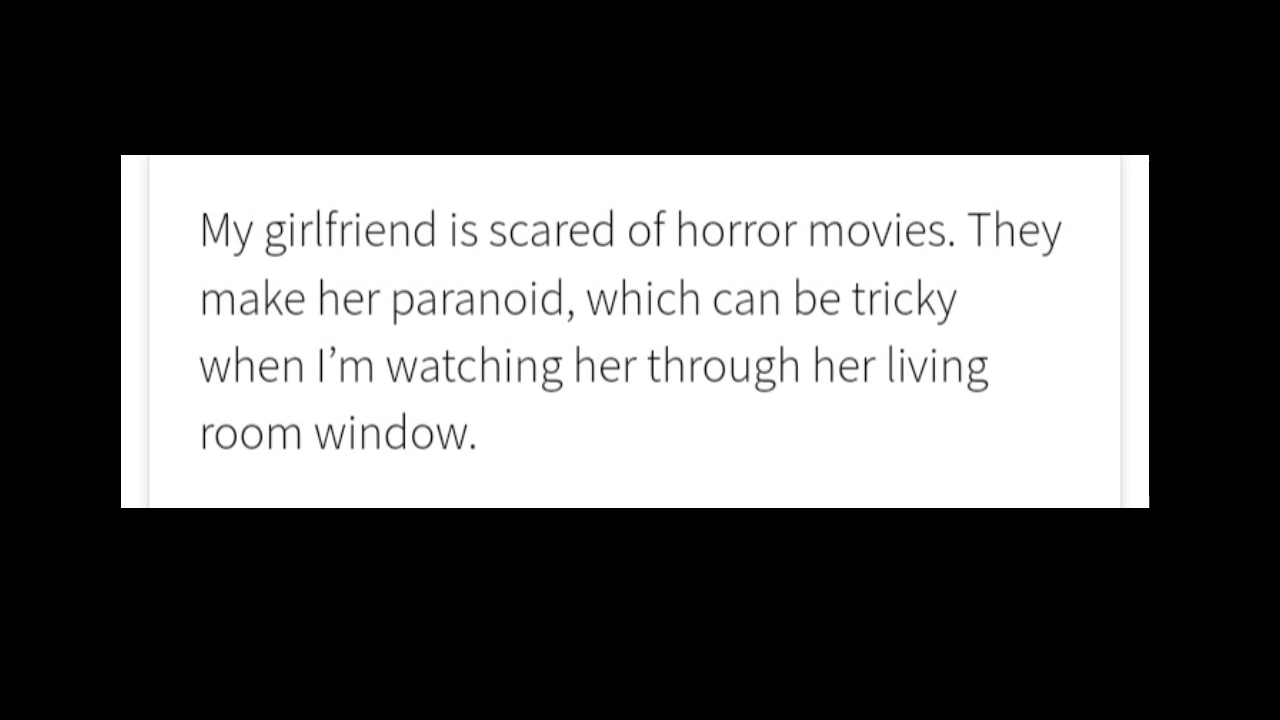 My girlfriend is scared of horror movies. They
make her paranoid, which can be tricky
when I’m watching her through her living
room window.